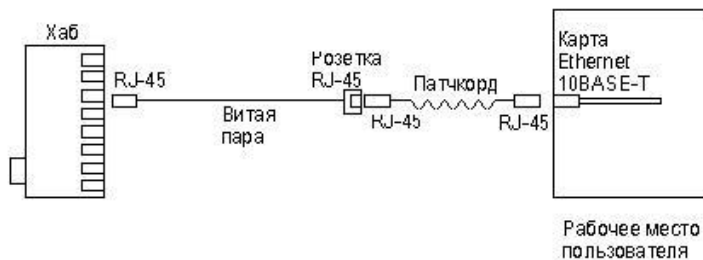 Хаб
RJ-45
Витая
пара
Розетка
RJ-45
RJ-45
Патчкорд
RJ-45
Карта
Ethernet
10BASE-T
Рабочее место
пользователя